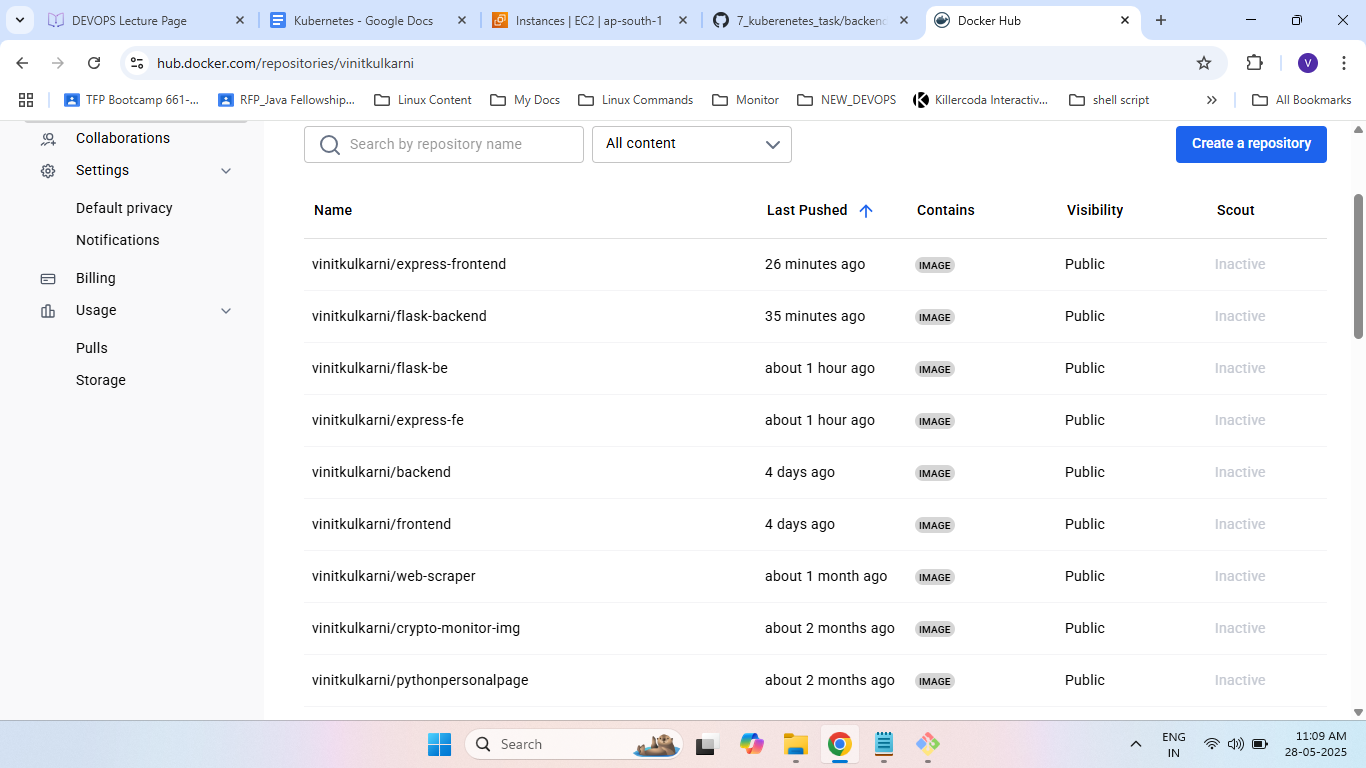 DEVOPS Lecture Page
Kubernetes - Google Docs
Instances | EC2 | ap-south-1
7_kuberenetes_task/backend
Docker Hub
hub.docker.com/repositories/vinitkulkarni
V
TFP Bootcamp 661-...
RFP_Java Fellowship...
Linux Content
My Docs
Linux Commands
Monitor
NEW_DEVOPS
Killercoda Interactiv...
shell script
All Bookmarks
Collaborations
Settings
Default privacy
Notifications
Billing
Usage
Pulls
Storage
Search by repository name
All content
Create a repository
Name Last Pushed Contains Visibility Scout
vinitkulkarni/express-frontend 26 minutes ago IMAGE Public Inactive
vinitkulkarni/flask-backend 35 minutes ago IMAGE Public Inactive
vinitkulkarni/flask-be about 1 hour ago IMAGE Public Inactive
vinitkulkarni/express-fe about 1 hour ago IMAGE Public Inactive
vinitkulkarni/backend 4 days ago IMAGE Public Inactive
vinitkulkarni/frontend 4 days ago IMAGE Public Inactive
vinitkulkarni/web-scraper about 1 month ago IMAGE Public Inactive
vinitkulkarni/crypto-monitor-img about 2 months ago IMAGE Public Inactive
vinitkulkarni/pythonpersonalpage about 2 months ago IMAGE Public Inactive
Search
ENG
IN
11:09 AM
28-05-2025